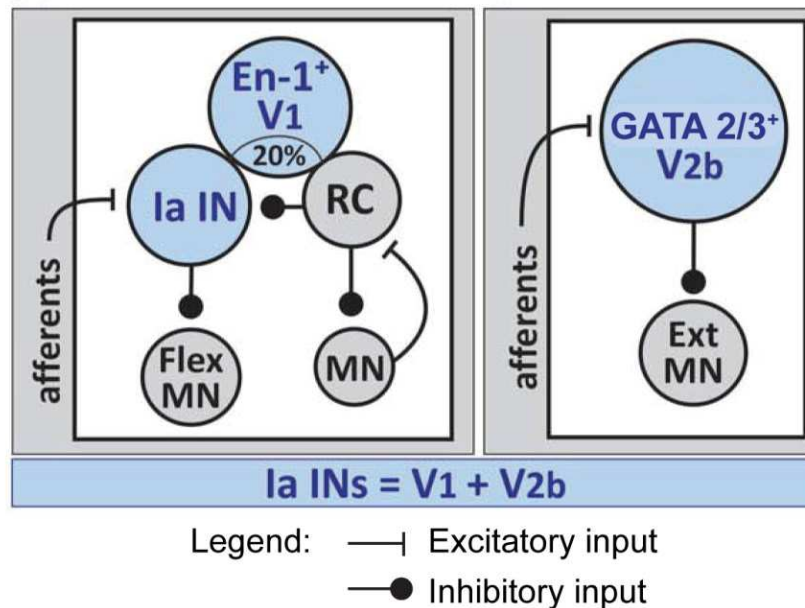 En-1⁺
V1
20%
Ia IN
RC
afferents
Flex
MN
MN
GATA 2/3⁺
V2b
afferents
Ext
MN
Ia INs = V1 + V2b
Legend:
Excitatory input
Inhibitory input